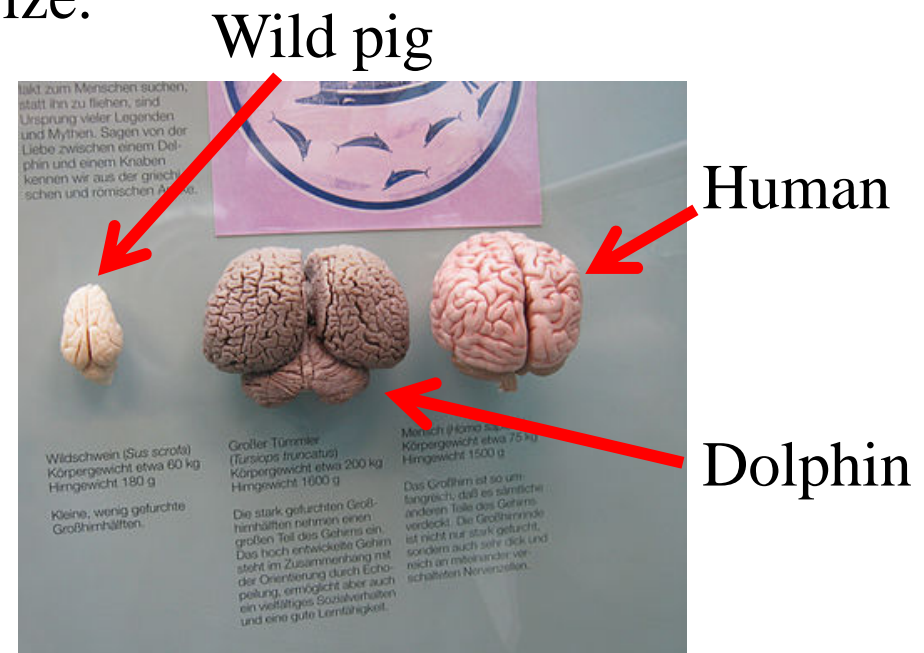 ize.
Wild pig
takt zum Menschen suchen,
statt ihn zu fliehen, sind
Ursprung vieler Legenden
und Mythen. Sagen von der
Liebe zwischen einem Del-
phin und einem Knaben
kennen wir aus der griechi-
schen und römischen
Human
Dolphin
Wildschwein (Sus scrofa)
Körpergewicht etwa 60 kg
Hirngewicht 180 g
Kleine, wenig gefurchte
Großhirnhälften.
Großer Tümmler
(Tursiops truncatus)
Körpergewicht etwa 200 kg
Hirngewicht 1600 g
Die stark gefurchten Groß-
hirnhälften nehmen einen
großen Teil des Gehirns ein.
Das hoch entwickelte Gehirn
steht im Zusammenhang mit
der Orientierung durch Echo-
peilung, ermöglicht aber auch
ein vielfältiges Sozialverhalten
und eine gute Lernfähigkeit.
Mensch (Homo
Körpergewicht etwa 75 kg
Hirngewicht 1500 g
Das Großhirn ist so um-
fangreich, daß es sämtliche
anderen Teile des Gehirns
verdeckt. Die Großhirnrinde
ist nicht nur stark gefurcht,
sondern auch sehr dick und
reich an miteinander ver-
schalteten Nervenzellen.